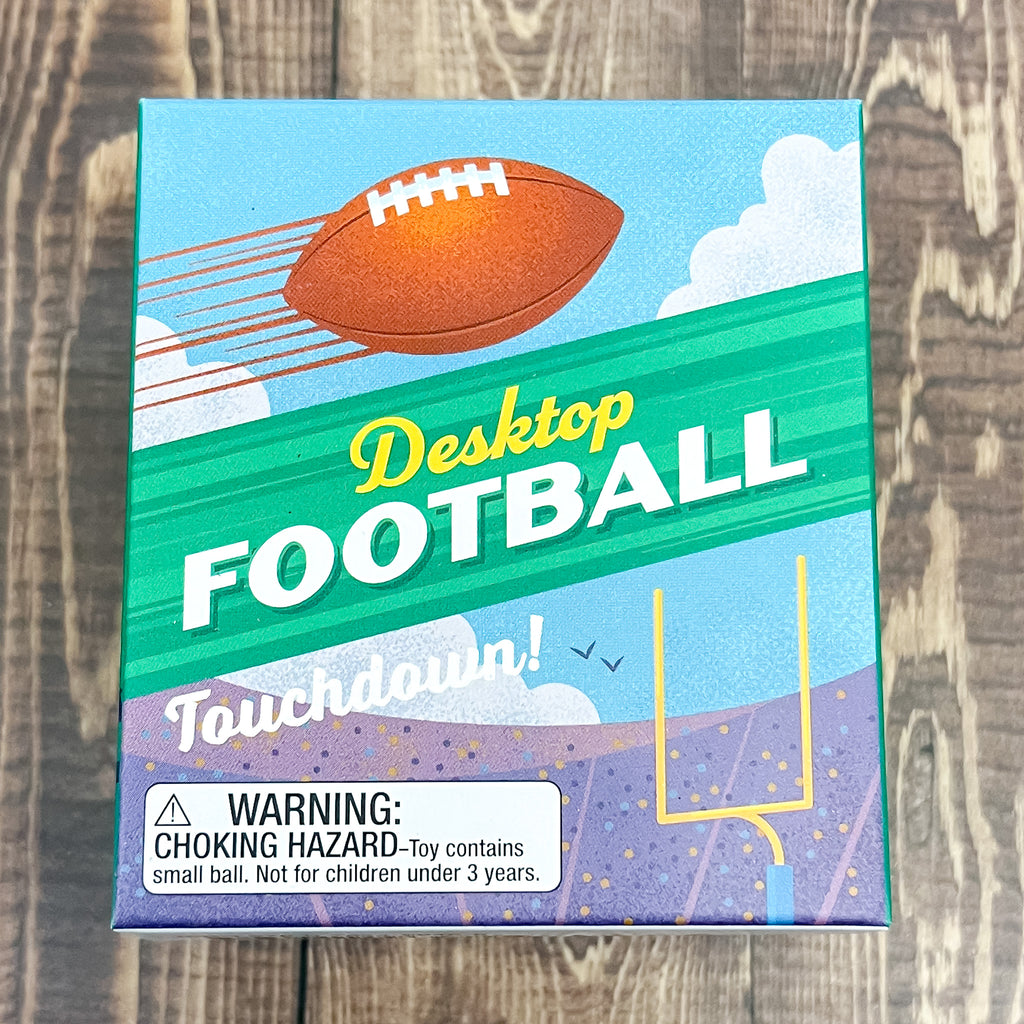 Desktop
FOOTBALL
Touchdown!
WARNING:
CHOKING HAZARD–Toy contains
small ball. Not for children under 3 years.